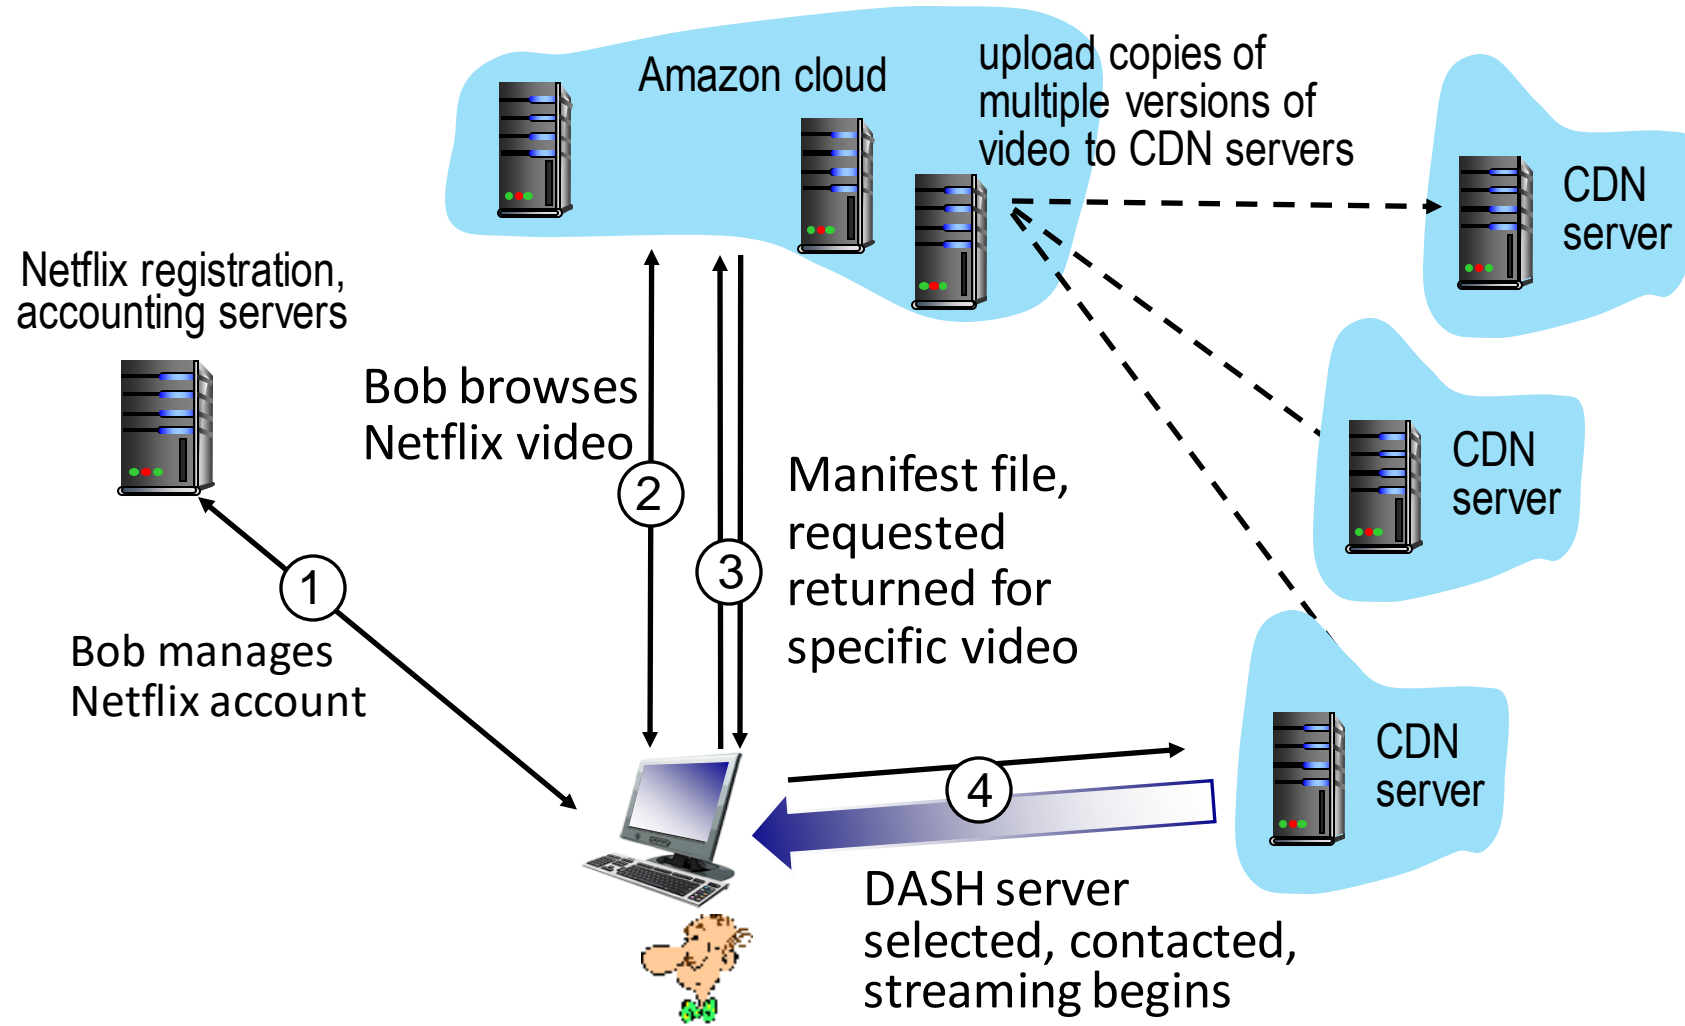 Amazon cloud
upload copies of
multiple versions of
video to CDN servers
CDN
server
Netflix registration,
accounting servers
Bob browses
Netflix video
2
Manifest file,
requested
returned for
specific video
3
CDN
server
1
Bob manages
Netflix account
CDN
server
4
DASH server
selected, contacted,
streaming begins